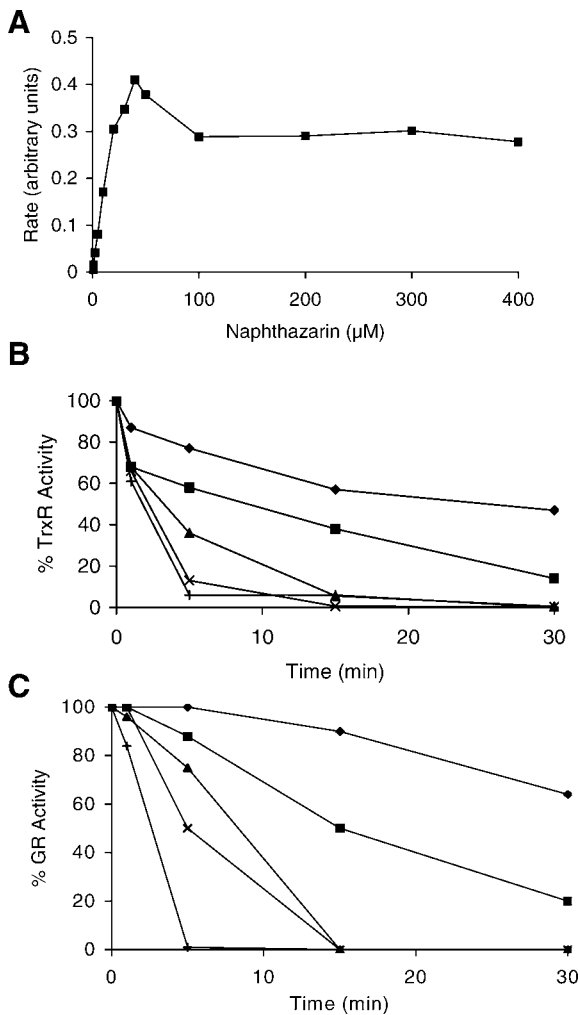 A
0.5
0.4
0.3
0.2
0.1
0
Rate (arbitrary units)
0 100 200 300 400
Naphthazarin (µM)
B
100
80
60
40
20
0
% TrxR Activity
0 10 20 30
Time (min)
C
100
80
60
40
20
0
% GR Activity
0 10 20 30
Time (min)